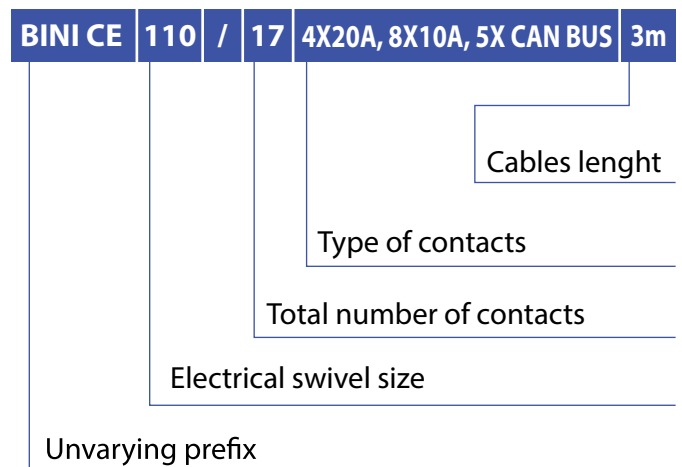 BINI CE 110 / 17 4X20A, 8X10A, 5X CAN BUS 3m
Cables lenght
Type of contacts
Total number of contacts
Electrical swivel size
Unvarying prefix